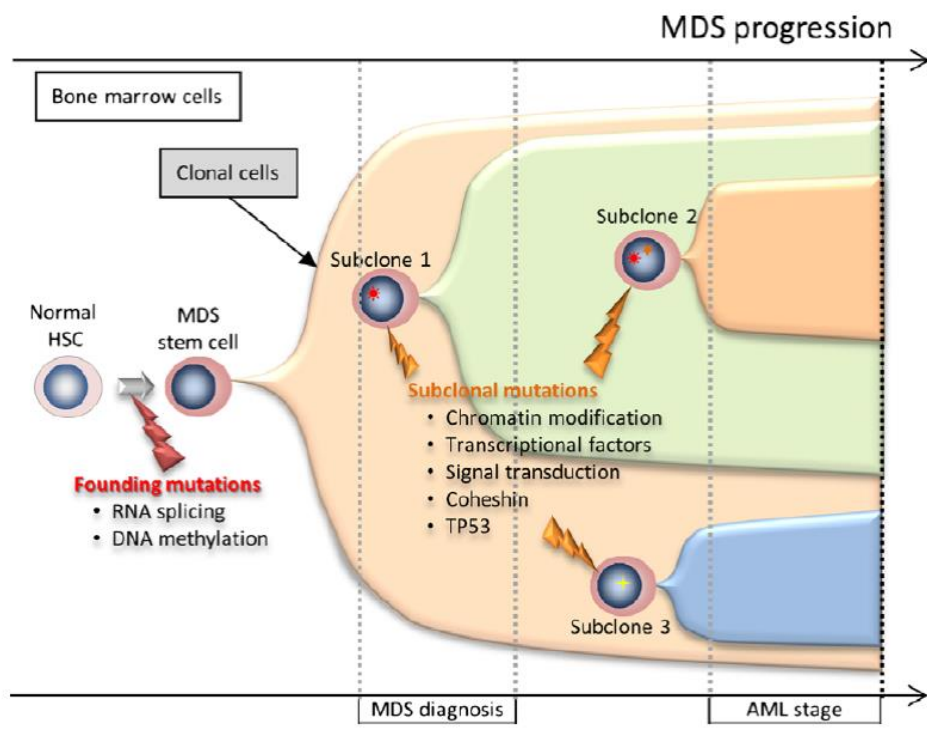 MDS progression
Bone marrow cells
Clonal cells
Subclone 1
Subclone 2
Normal
HSC
MDS
stem cell
Subclonal mutations
• Chromatin modification
• Transcriptional factors
• Signal transduction
• Coheshin
• TP53
Founding mutations
• RNA splicing
• DNA methylation
Subclone 3
MDS diagnosis
AML stage